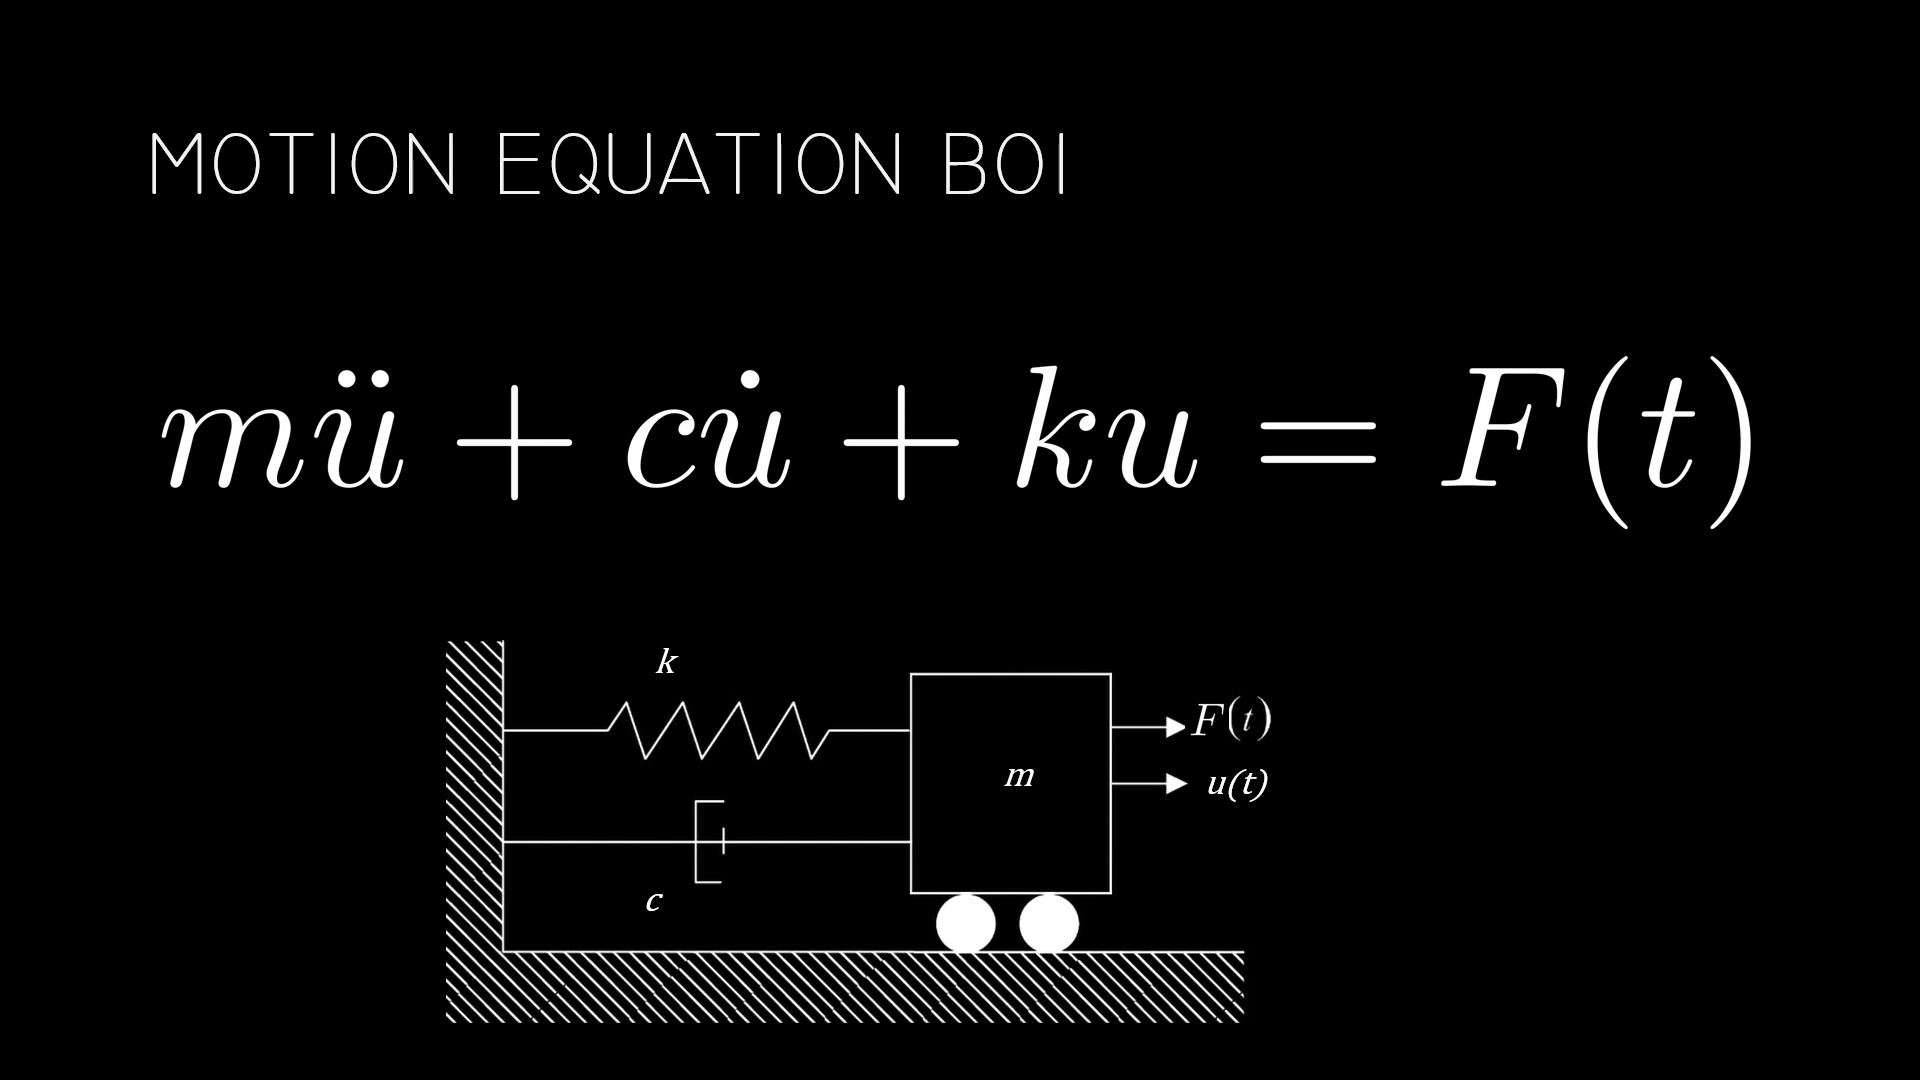 MOTION EQUATION BOI
mü + cu̇ + ku = F(t)
k
F(t)
m
u(t)
c